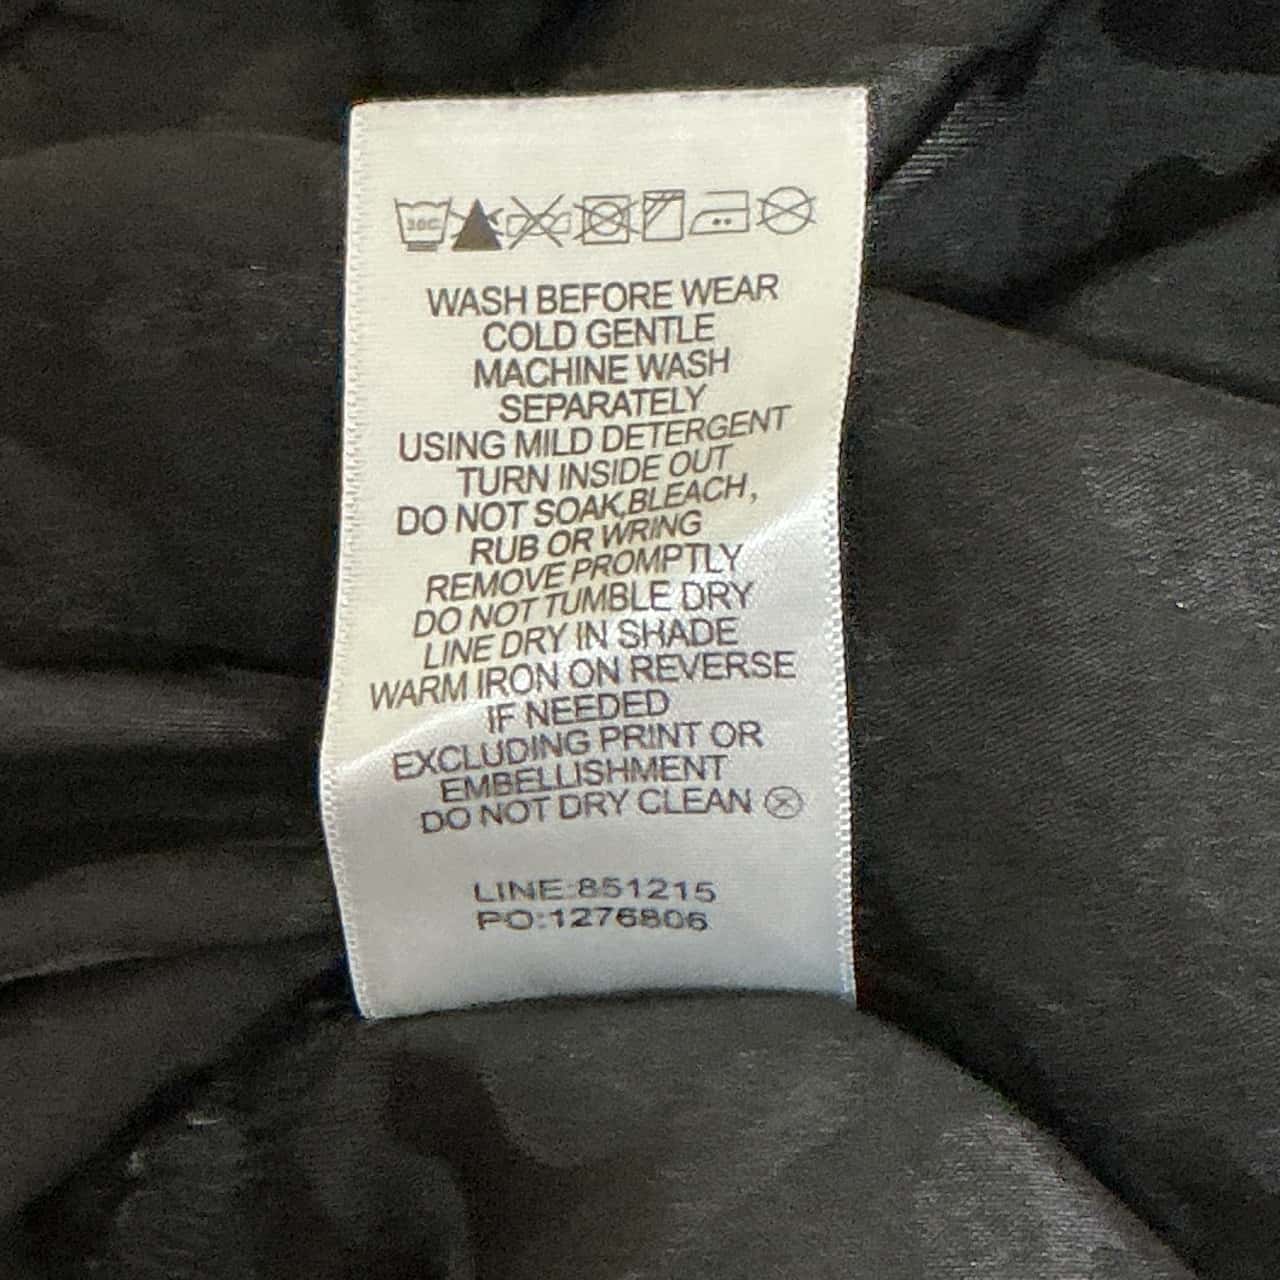 30C
WASH BEFORE WEAR
COLD GENTLE
MACHINE WASH
SEPARATELY
USING MILD DETERGENT
TURN INSIDE OUT
DO NOT SOAK,BLEACH,
RUB OR WRING
REMOVE PROMPTLY
DO NOT TUMBLE DRY
LINE DRY IN SHADE
WARM IRON ON REVERSE
IF NEEDED
EXCLUDING PRINT OR
EMBELLISHMENT
DO NOT DRY CLEAN
LINE:851215
PO:1276806